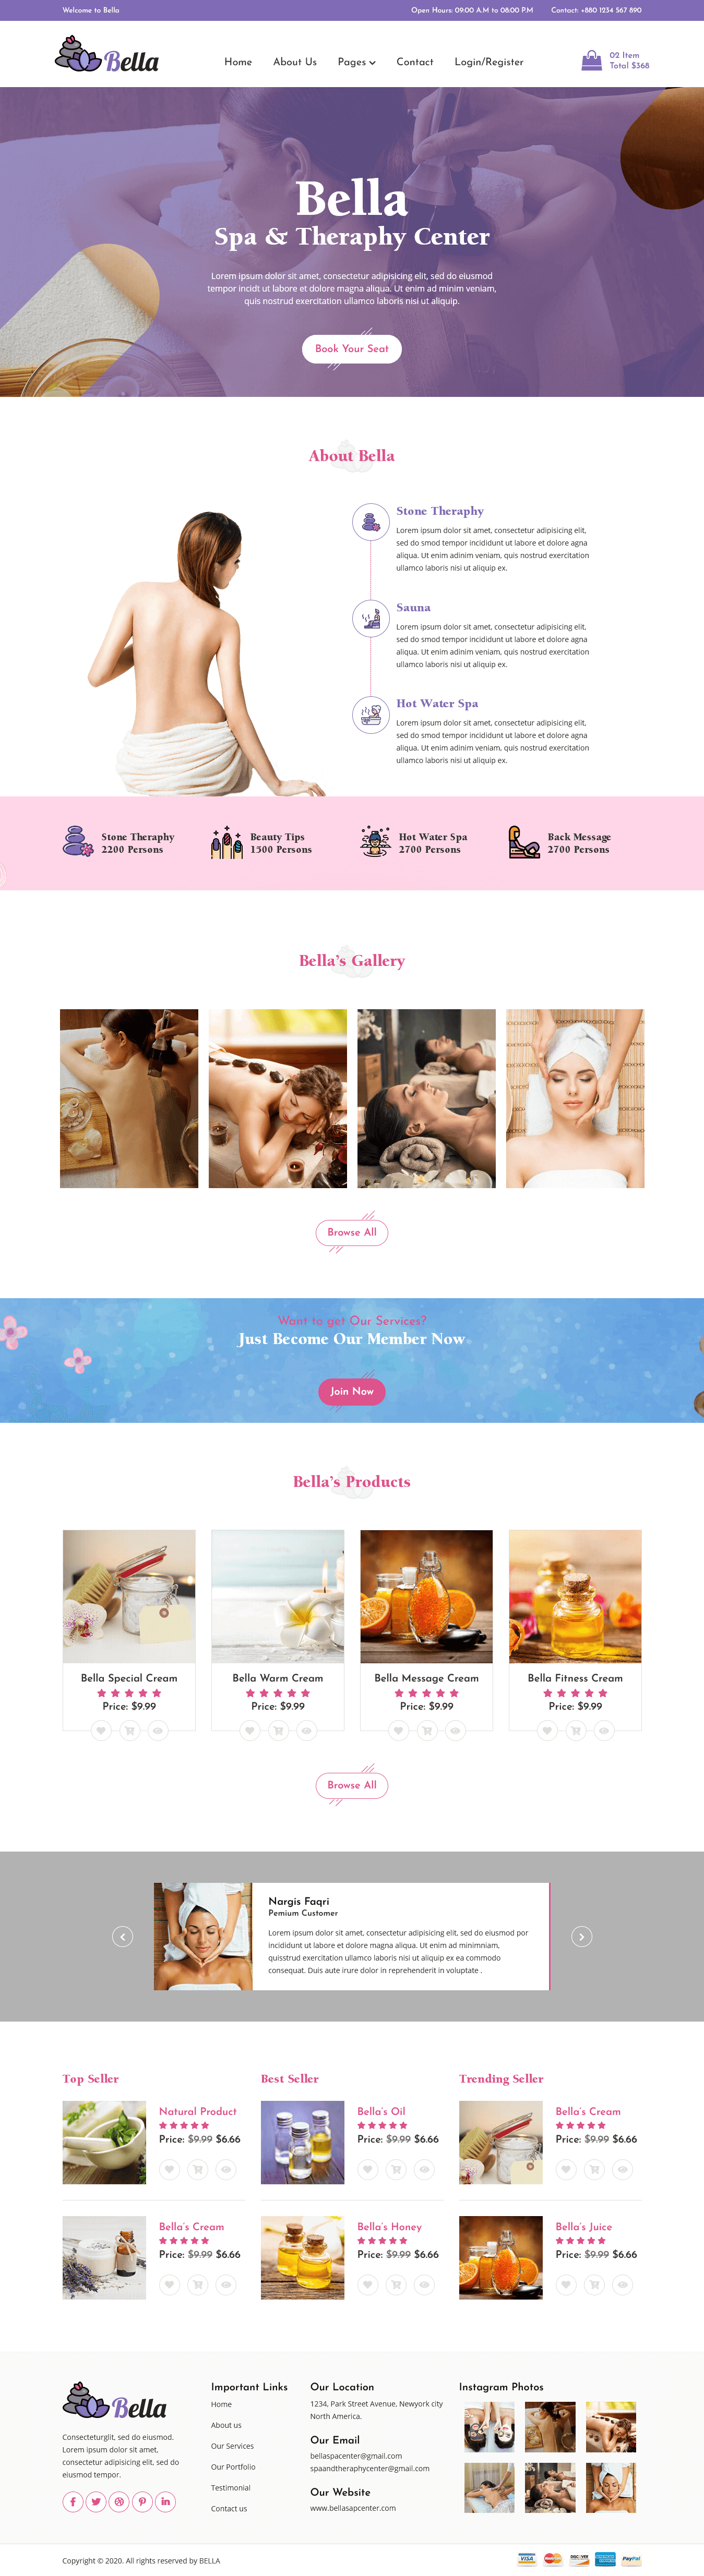 Welcome to Bella
Open Hours: 09:00 A.M to 08:00 P.M
Contact: +880 1234 567 890
Bella
Home
About Us
Pages
Contact
Login/Register
02 Item
Total $368
Bella
Spa & Theraphy Center
Lorem ipsum dolor sit amet, consectetur adipisicing elit, sed do eiusmod
tempor incidt ut labore et dolore magna aliqua. Ut enim ad minim veniam,
quis nostrud exercitation ullamco laboris nisi ut aliquip.
Book Your Seat
About Bella
Stone Theraphy
Lorem ipsum dolor sit amet, consectetur adipisicing elit,
sed do smod tempor incididunt ut labore et dolore agna
aliqua. Ut enim adinim veniam, quis nostrud exercitation
ullamco laboris nisi ut aliquip ex.
Sauna
Lorem ipsum dolor sit amet, consectetur adipisicing elit,
sed do smod tempor incididunt ut labore et dolore agna
aliqua. Ut enim adinim veniam, quis nostrud exercitation
ullamco laboris nisi ut aliquip ex.
Hot Water Spa
Lorem ipsum dolor sit amet, consectetur adipisicing elit,
sed do smod tempor incididunt ut labore et dolore agna
aliqua. Ut enim adinim veniam, quis nostrud exercitation
ullamco laboris nisi ut aliquip ex.
Stone Theraphy
2200 Persons
Beauty Tips
1500 Persons
Hot Water Spa
2700 Persons
Back Message
2700 Persons
Bella's Gallery
Browse All
Want to get Our Services?
Just Become Our Member Now
Join Now
Bella's Products
Bella Special Cream
Price: $9.99
Bella Warm Cream
Price: $9.99
Bella Message Cream
Price: $9.99
Bella Fitness Cream
Price: $9.99
Browse All
Nargis Faqri
Pemium Customer
Lorem ipsum dolor sit amet, consectetur adipisicing elit, sed do eiusmod por
incididunt ut labore et dolore magna aliqua. Ut enim ad minimniam,
quisstrud exercitation ullamco laboris nisi ut aliquip ex ea commodo
consequat. Duis aute irure dolor in reprehenderit in voluptate .
Top Seller
Natural Product
Price: $9.99 $6.66
Bella's Cream
Price: $9.99 $6.66
Best Seller
Bella's Oil
Price: $9.99 $6.66
Bella's Honey
Price: $9.99 $6.66
Trending Seller
Bella's Cream
Price: $9.99 $6.66
Bella's Juice
Price: $9.99 $6.66
Bella
Consecteturglit, sed do eiusmod.
Lorem ipsum dolor sit amet,
consectetur adipisicing elit, sed do
eiusmod tempor.
Important Links
Home
About us
Our Services
Our Portfolio
Testimonial
Contact us
Our Location
1234, Park Street Avenue, Newyork city
North America.
Our Email
bellaspacenter@gmail.com
spaandtheraphycenter@gmail.com
Our Website
www.bellasapcenter.com
Instagram Photos
Copyright © 2020. All rights reserved by BELLA
VISA
MasterCard
DISCOVER
PayPal